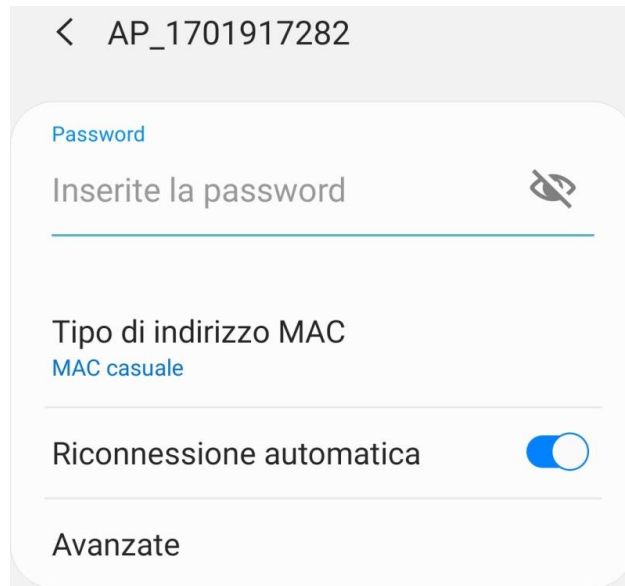 AP_1701917282
Password
Inserite la password
Tipo di indirizzo MAC
MAC casuale
Riconnessione automatica
Avanzate